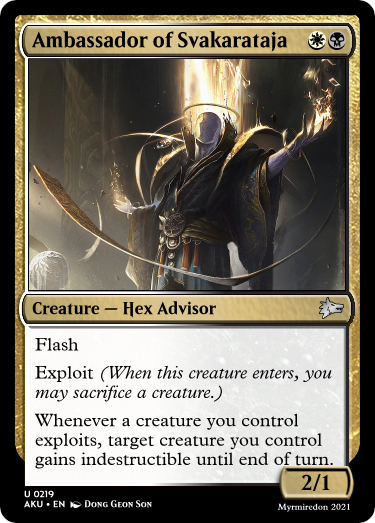 Ambassador of Svakarataja
Creature — Hex Advisor
Flash
Exploit (When this creature enters, you
may sacrifice a creature.)
Whenever a creature you control
exploits, target creature you control
gains indestructible until end of turn.
2/1
U 0219
AKU • EN Dong Geon Son
Myrmiredon 2021